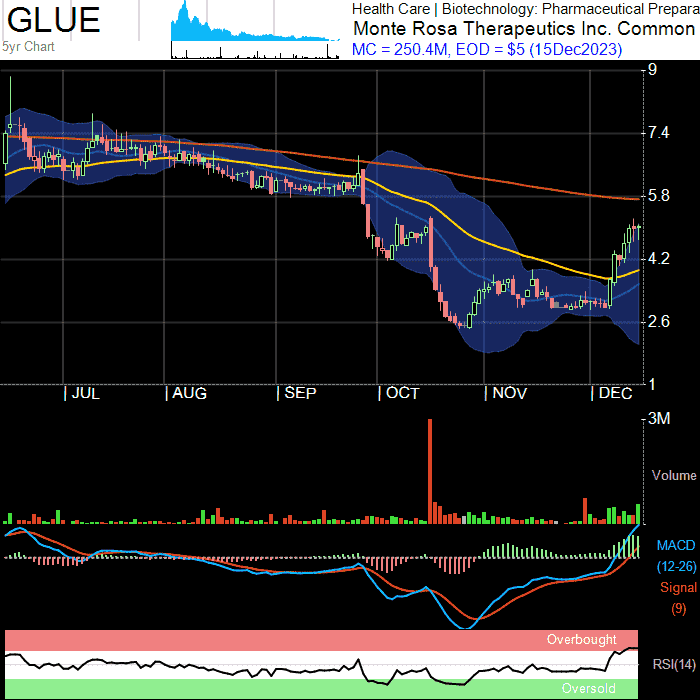 GLUE
5yr Chart
Health Care | Biotechnology: Pharmaceutical Prepara
Monte Rosa Therapeutics Inc. Common
MC = 250.4M, EOD = $5 (15Dec2023)
9
7.4
5.8
4.2
2.6
1
| JUL | AUG | SEP | OCT | NOV | DEC
3M
Volume
MACD
(12-26)
Signal
(9)
Overbought
RSI(14)
Oversold